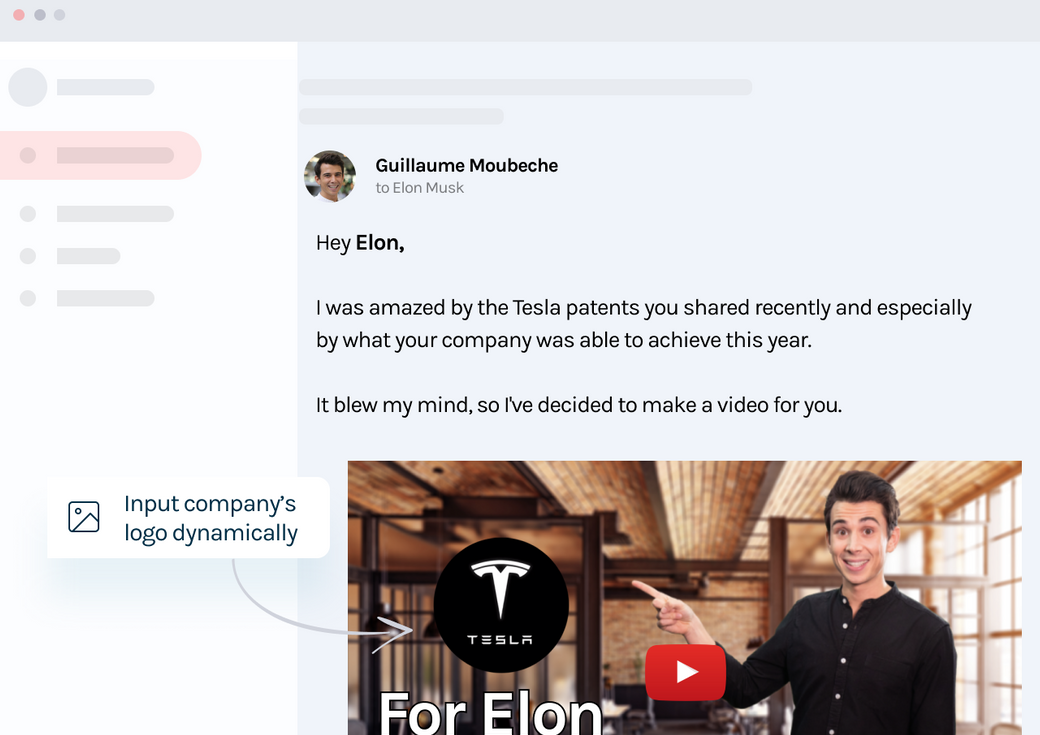 Guillaume Moubeche
to Elon Musk
Hey Elon,
I was amazed by the Tesla patents you shared recently and especially
by what your company was able to achieve this year.
It blew my mind, so I've decided to make a video for you.
Input company’s
logo dynamically
TESLA
For Elon